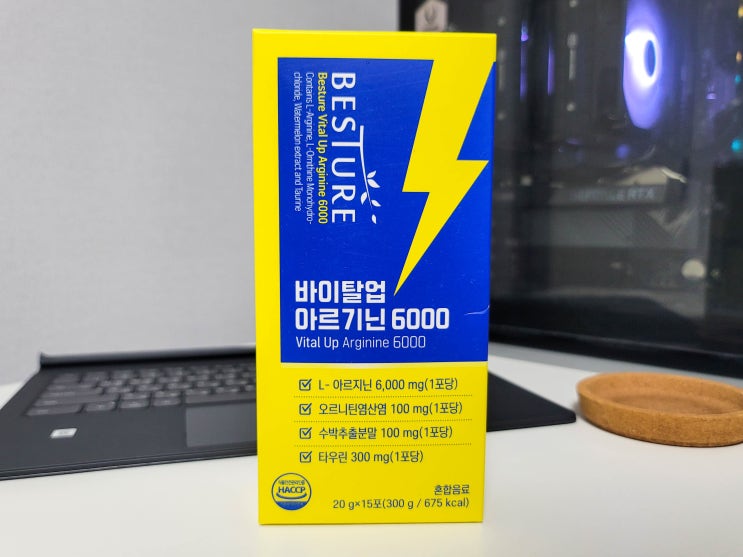 BESTURE
Besture Vital Up Arginine 6000
Contains L-Arginine, L-Ornithine Monohydro-
chloride, Watermelon extract and Taurine
바이탈업
아르기닌 6000
Vital Up Arginine 6000
L- 아르지닌 6,000 mg(1포당)
오르니틴염산염 100 mg(1포당)
수박추출분말 100 mg(1포당)
타우린 300 mg(1포당)
HACCP
혼합음료
20 g×15포(300 g / 675 kcal)